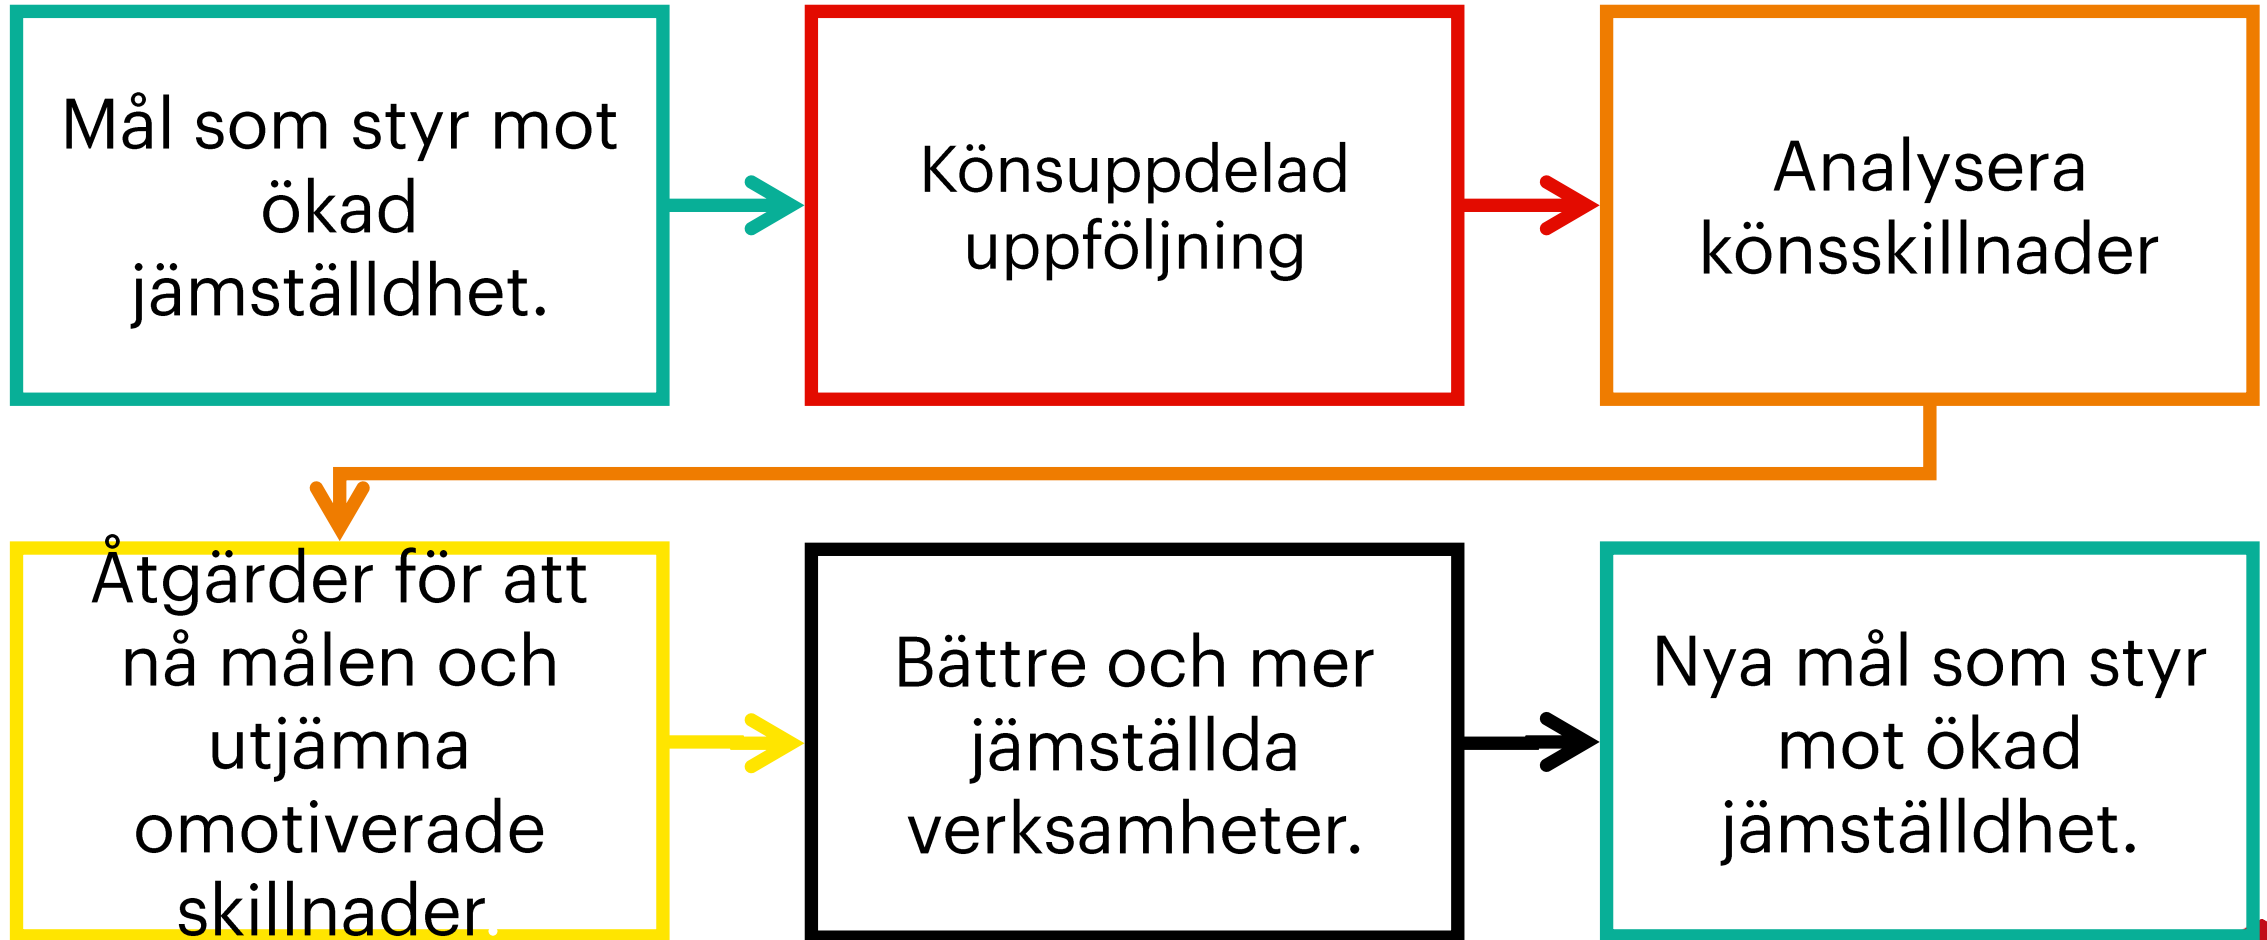 Mål som styr mot
ökad
jämställdhet.
Könsuppdelad
uppföljning
Analysera
könsskillnader
Åtgärder för att
nå målen och
utjämna
omotiverade
skillnader.
Bättre och mer
jämställda
verksamheter.
Nya mål som styr
mot ökad
jämställdhet.